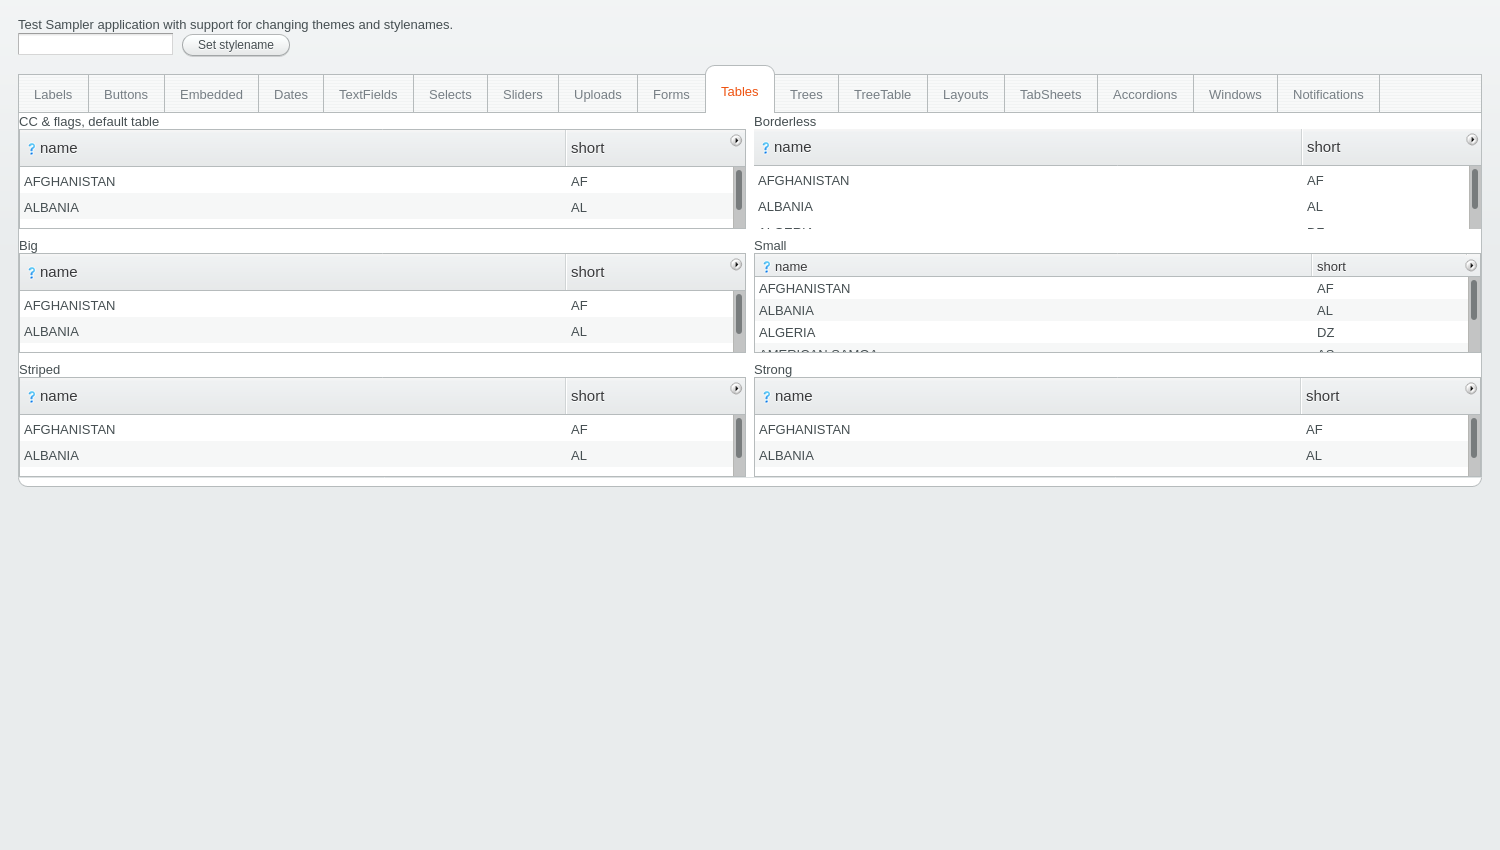 Test Sampler application with support for changing themes and stylenames.
Set stylename
Labels Buttons Embedded Dates TextFields Selects Sliders Uploads Forms Tables Trees TreeTable Layouts TabSheets Accordions Windows Notifications
CC & flags, default table
? name short
AFGHANISTAN AF
ALBANIA AL
Borderless
? name short
AFGHANISTAN AF
ALBANIA AL
Big
? name short
AFGHANISTAN AF
ALBANIA AL
Small
? name short
AFGHANISTAN AF
ALBANIA AL
ALGERIA DZ
AMERICAN SAMOA AS
Striped
? name short
AFGHANISTAN AF
ALBANIA AL
Strong
? name short
AFGHANISTAN AF
ALBANIA AL